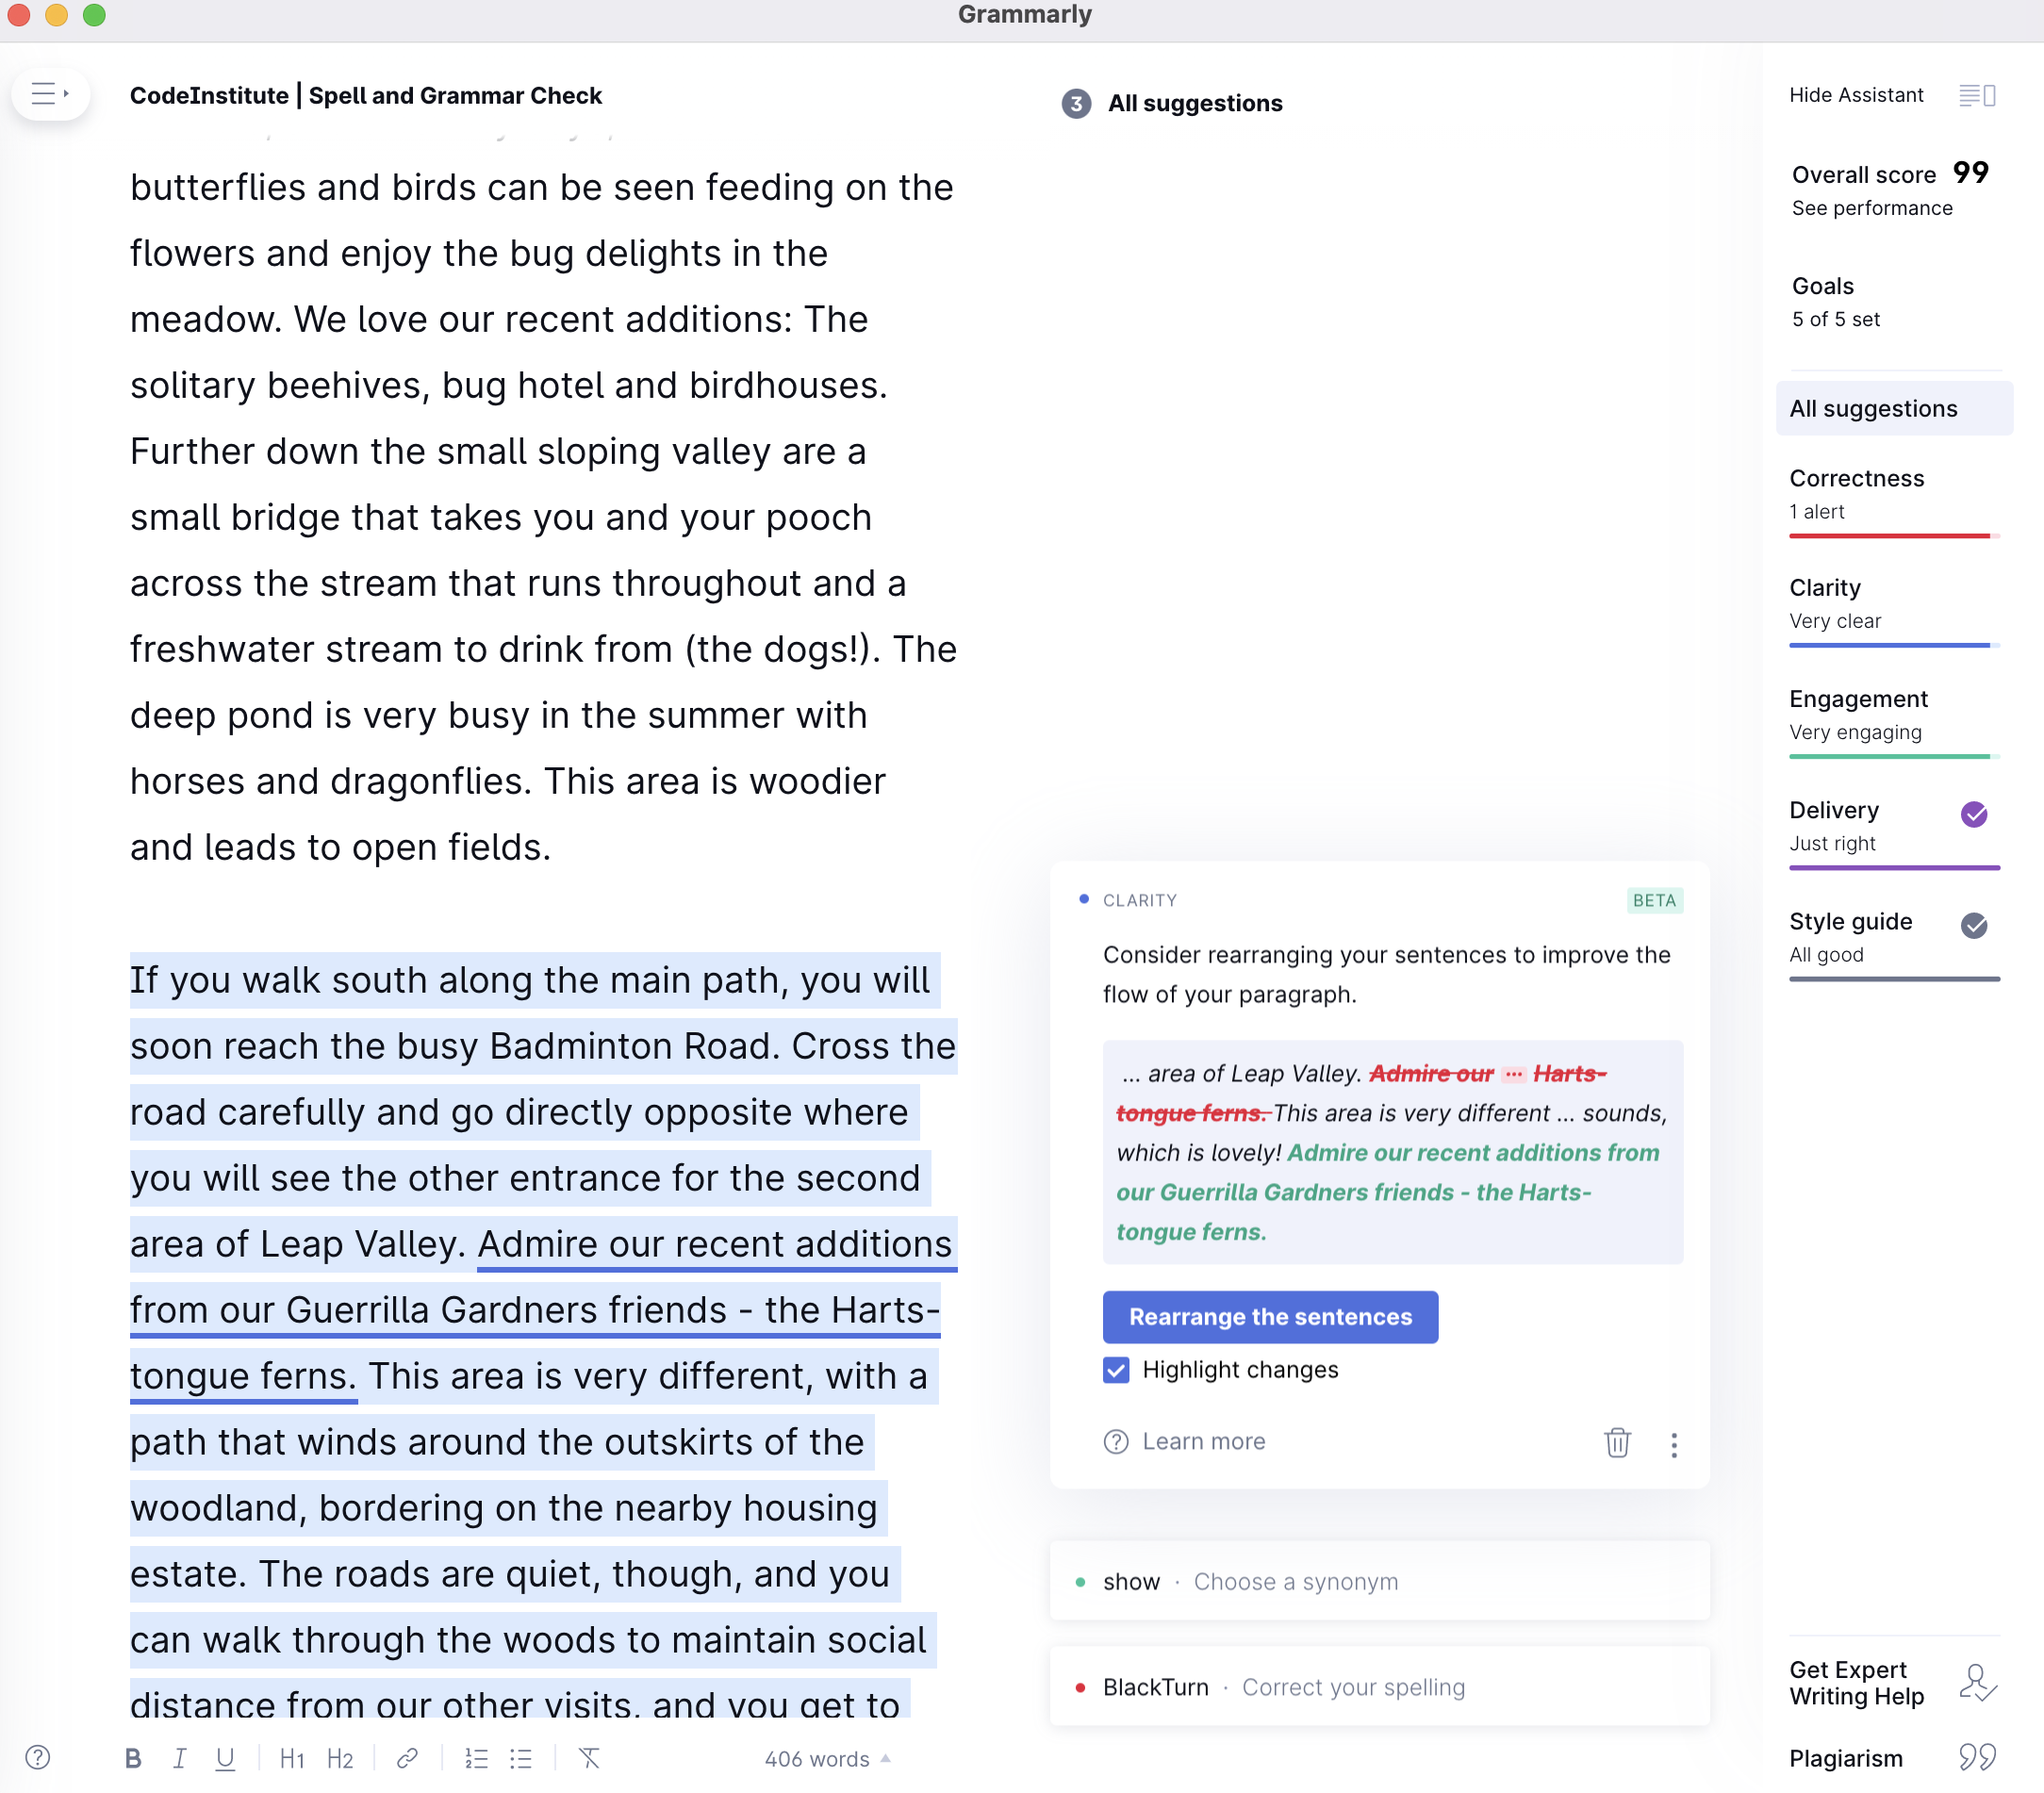 Grammarly
CodeInstitute | Spell and Grammar Check
butterflies and birds can be seen feeding on the
flowers and enjoy the bug delights in the
meadow. We love our recent additions: The
solitary beehives, bug hotel and birdhouses.
Further down the small sloping valley are a
small bridge that takes you and your pooch
across the stream that runs throughout and a
freshwater stream to drink from (the dogs!). The
deep pond is very busy in the summer with
horses and dragonflies. This area is woodier
and leads to open fields.
If you walk south along the main path, you will
soon reach the busy Badminton Road. Cross the
road carefully and go directly opposite where
you will see the other entrance for the second
area of Leap Valley. Admire our recent additions
from our Guerrilla Gardners friends - the Harts-
tongue ferns. This area is very different, with a
path that winds around the outskirts of the
woodland, bordering on the nearby housing
estate. The roads are quiet, though, and you
can walk through the woods to maintain social
distance from our other visits, and you get to
B I U H1 H2
406 words
3 All suggestions
CLARITY BETA
Consider rearranging your sentences to improve the
flow of your paragraph.
... area of Leap Valley. Admire our ... Harts-
tongue ferns. This area is very different ... sounds,
which is lovely! Admire our recent additions from
our Guerrilla Gardners friends - the Harts-
tongue ferns.
Rearrange the sentences
Highlight changes
Learn more
show · Choose a synonym
BlackTurn · Correct your spelling
Hide Assistant
Overall score 99
See performance
Goals
5 of 5 set
All suggestions
Correctness
1 alert
Clarity
Very clear
Engagement
Very engaging
Delivery
Just right
Style guide
All good
Get Expert
Writing Help
Plagiarism